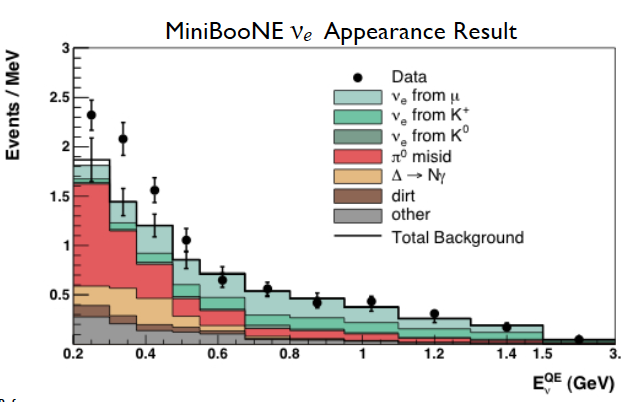 MiniBooNE νe Appearance Result
Events / MeV
3
2.5
2
1.5
1
0.5
Data
νe from μ
νe from K+
νe from K0
π0 misid
Δ → Nγ
dirt
other
Total Background
0.2 0.4 0.6 0.8 1 1.2 1.4 1.5 3.
EνQE (GeV)